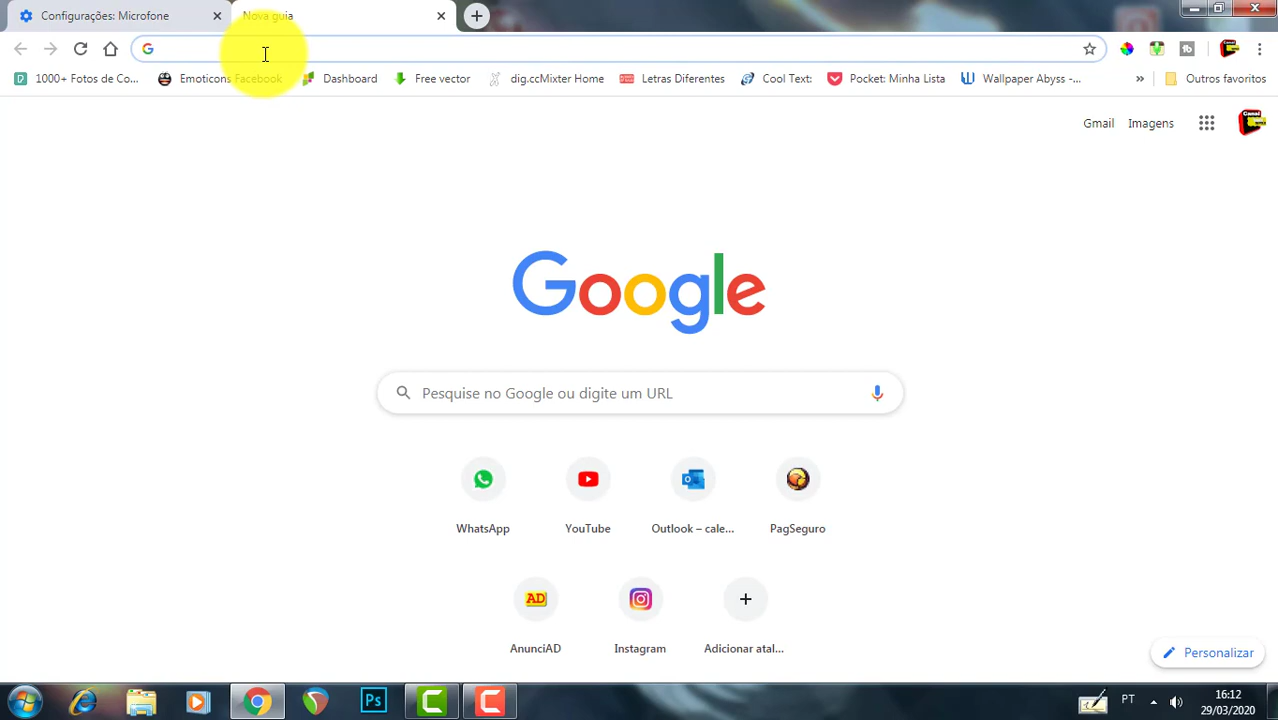 Configurações: Microfone
Nova guia
1000+ Fotos de Co...
Emoticons Facebook
Dashboard
Free vector
dig.ccMixter Home
Letras Diferentes
Cool Text:
Pocket: Minha Lista
Wallpaper Abyss -...
»
Outros favoritos
Gmail
Imagens
Google
Pesquise no Google ou digite um URL
WhatsApp
YouTube
Outlook – cale...
PagSeguro
AD
AnunciAD
Instagram
Adicionar atal...
Personalizar
Ps
PT
16:12
29/03/2020